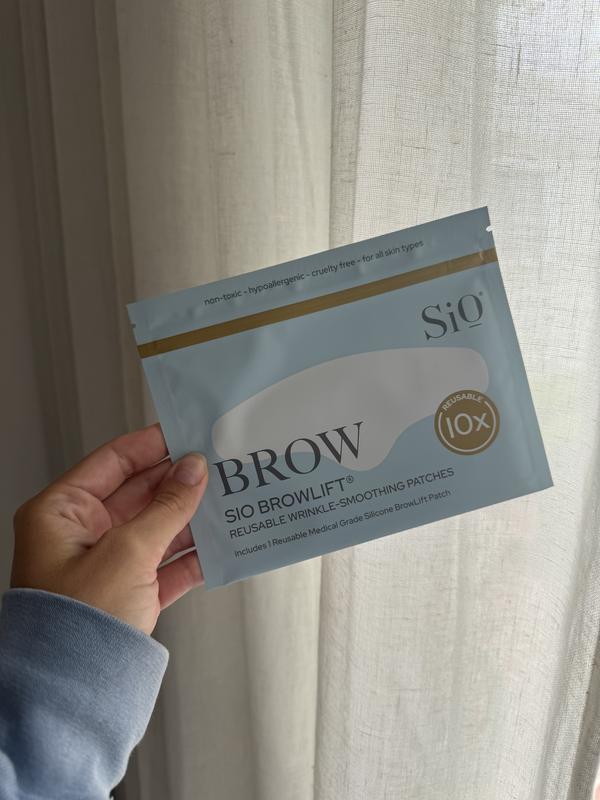 non-toxic - hypoallergenic - cruelty free - for all skin types
SiO®
REUSABLE
10x
BROW
SIO BROWLIFT®
REUSABLE WRINKLE-SMOOTHING PATCHES
Includes 1 Reusable Medical Grade Silicone BrowLift Patch